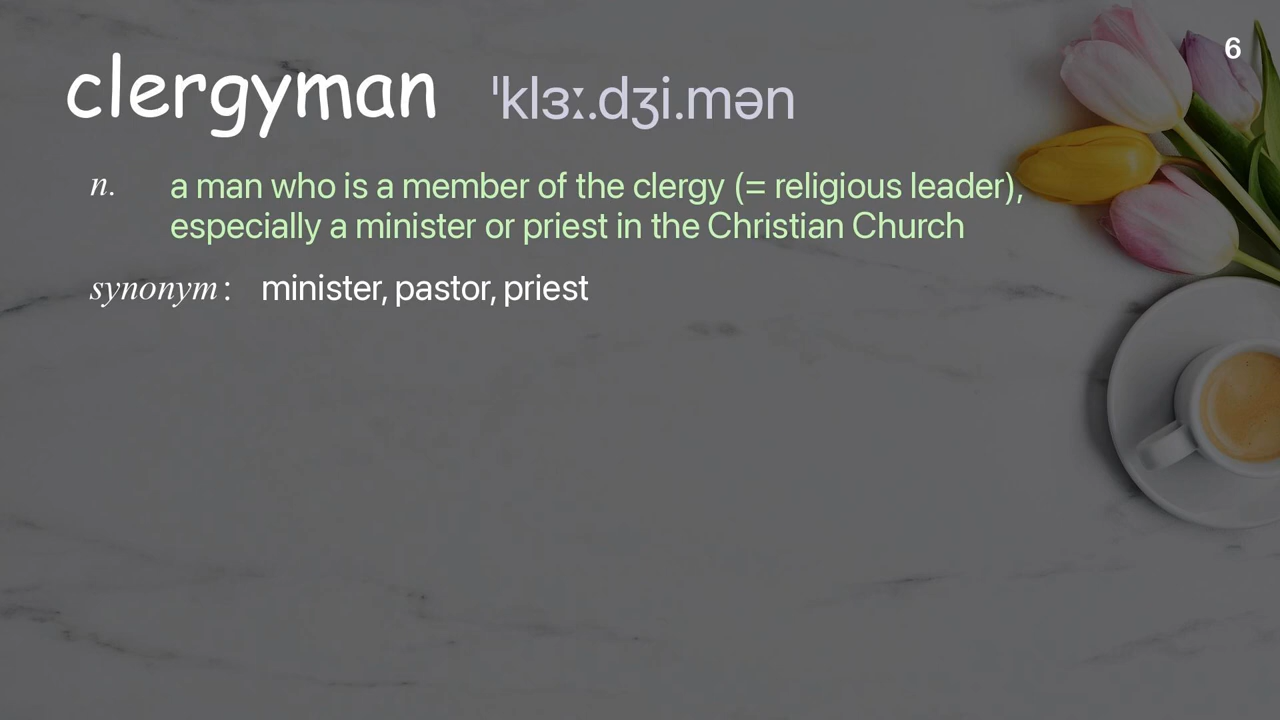 6
clergyman ˈklɜː.dʒi.mən
n. a man who is a member of the clergy (= religious leader),
especially a minister or priest in the Christian Church
synonym: minister, pastor, priest